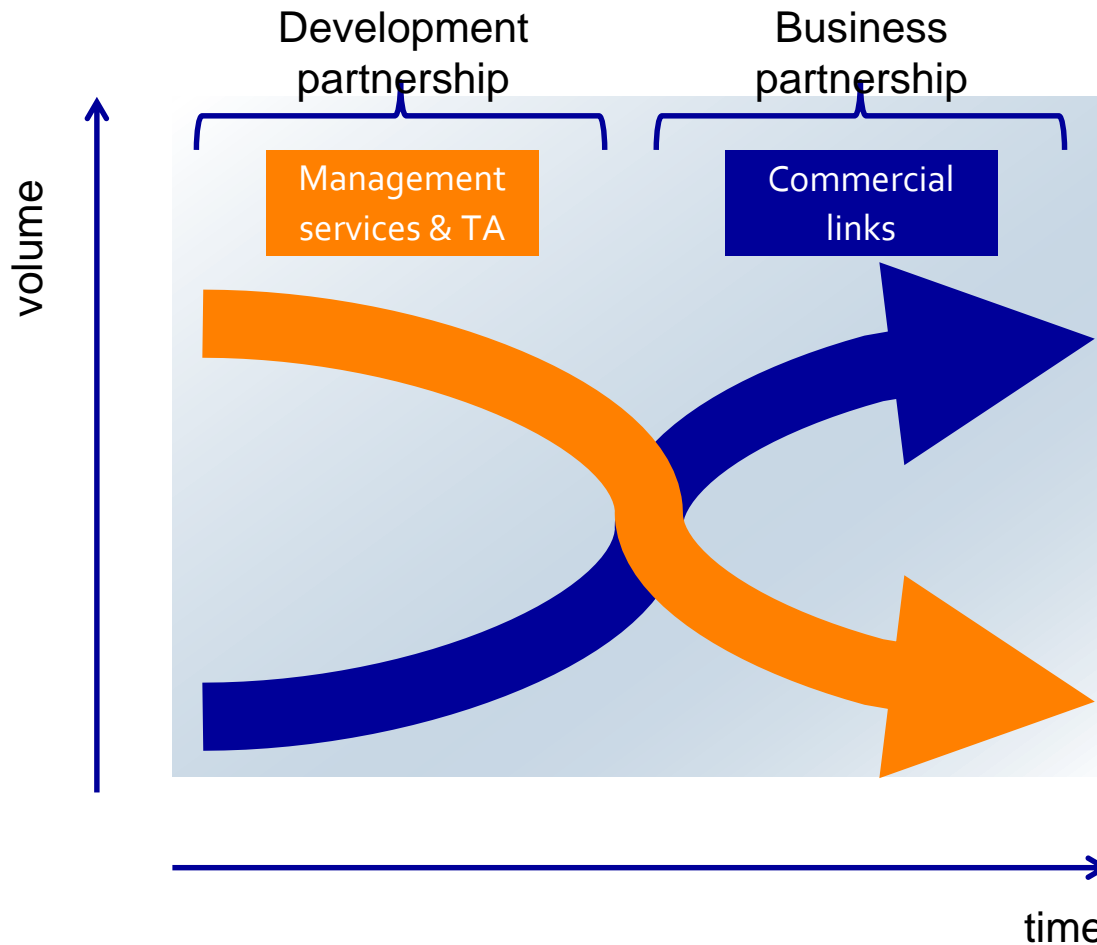 Development
partnership
Business
partnership
Management
services & TA
Commercial
links
volume
time